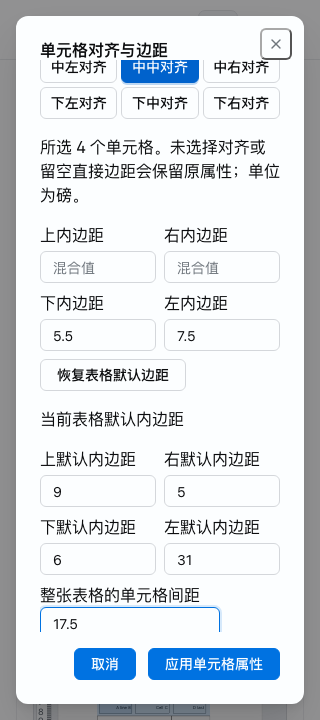 单元格对齐与边距
中左对齐 中中对齐 中右对齐
下左对齐 下中对齐 下右对齐
所选 4 个单元格。未选择对齐或
留空直接边距会保留原属性；单位
为磅。
上内边距 右内边距
混合值 混合值
下内边距 左内边距
5.5 7.5
恢复表格默认边距
当前表格默认内边距
上默认内边距 右默认内边距
9 5
下默认内边距 左默认内边距
6 31
整张表格的单元格间距
17.5
取消 应用单元格属性